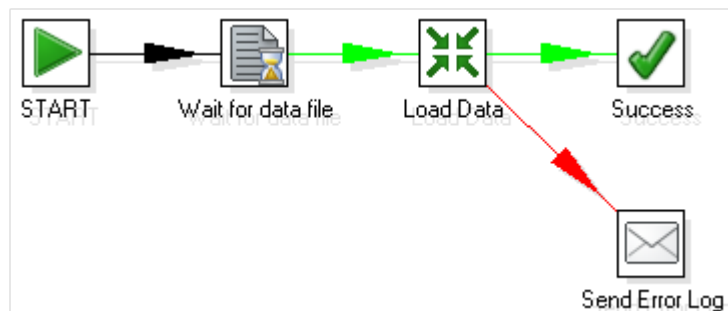 START
Wait for data file
Load Data
Success
Send Error Log